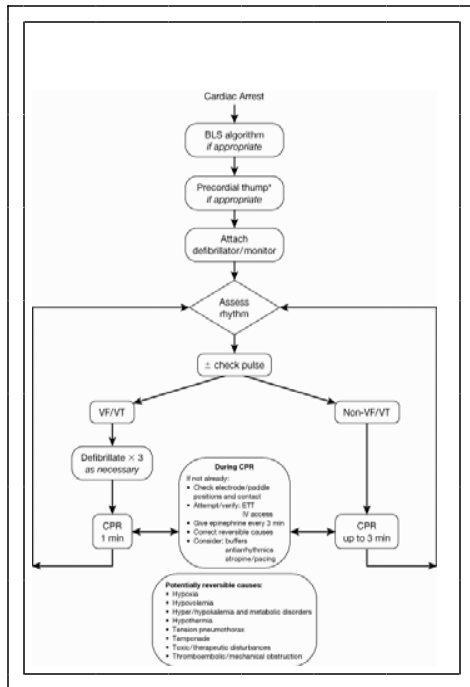 Cardiac Arrest
BLS algorithm
if appropriate
Precordial thump*
if appropriate
Attach
defibrillator/monitor
Assess
rhythm
± check pulse
VF/VT
Non-VF/VT
Defibrillate × 3
as necessary
During CPR
If not already:
• Check electrode/paddle
positions and contact
• Attempt/verify: ETT
IV access
• Give epinephrine every 3 min
• Correct reversible causes
• Consider: buffers
antiarrhythmics
atropine/pacing
CPR
1 min
CPR
up to 3 min
Potentially reversible causes:
• Hypoxia
• Hypovolemia
• Hyper/hypokalemia and metabolic disorders
• Hypothermia
• Tension pneumothorax
• Tamponade
• Toxic/therapeutic disturbances
• Thromboembolic/mechanical obstruction